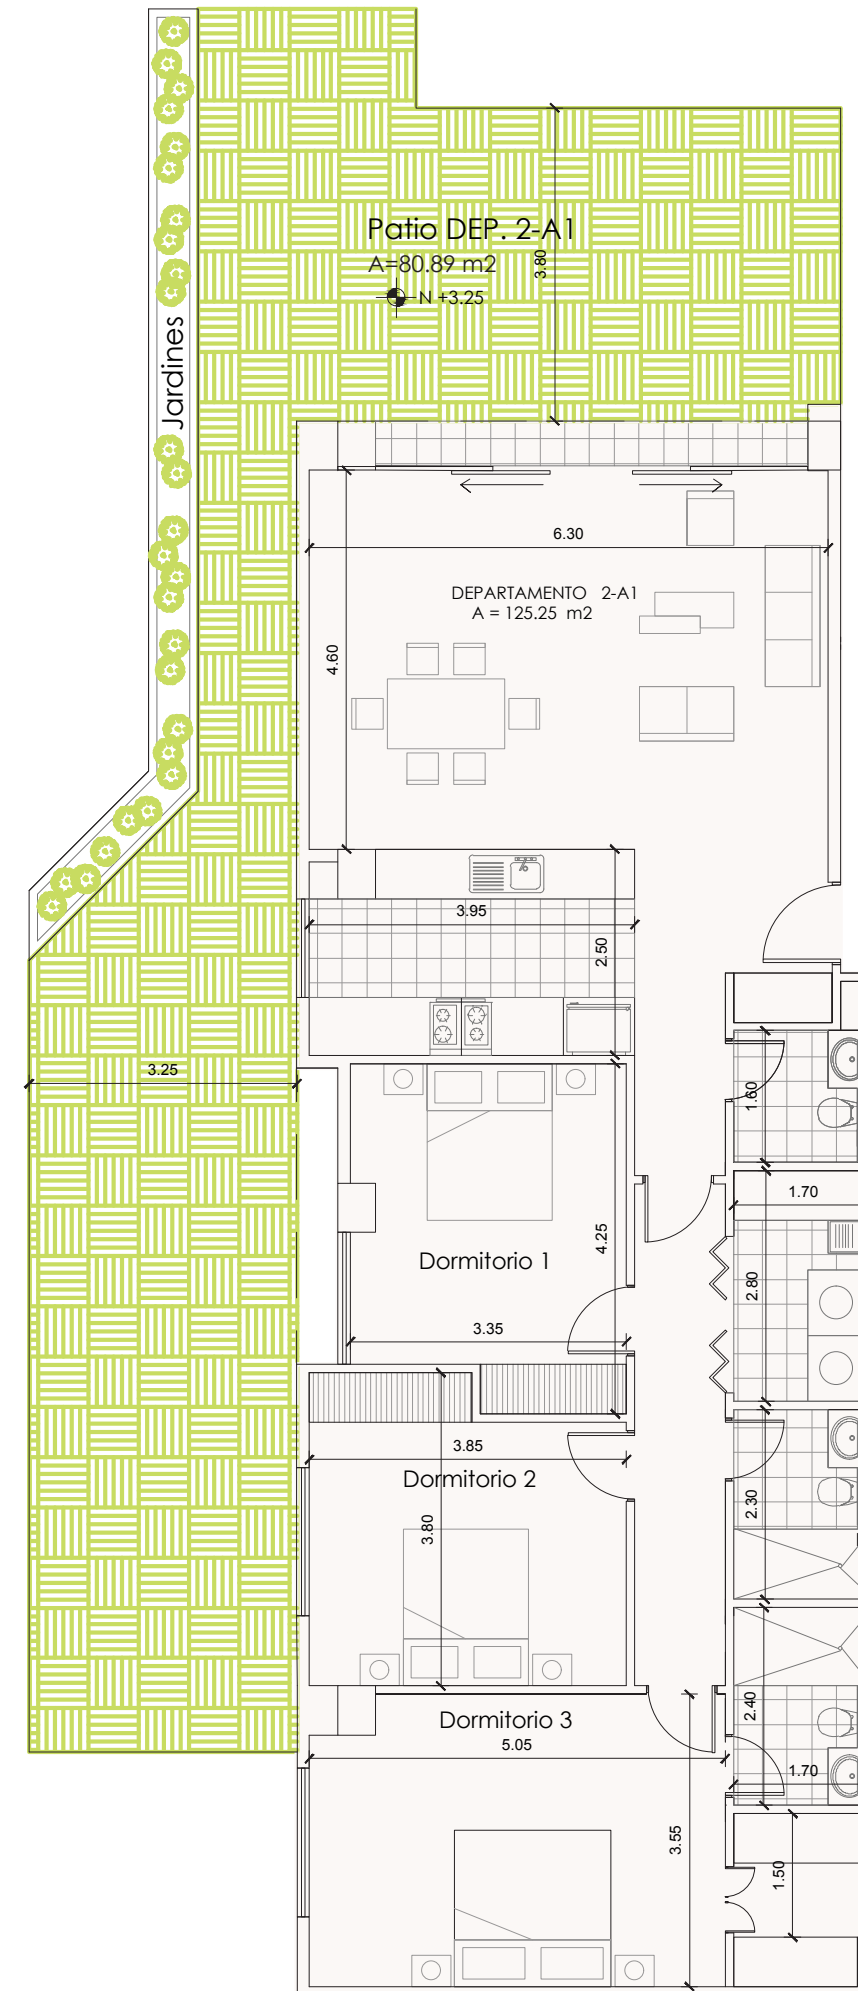 Patio DEP. 2-A1
A=80.89 m2
N +3.25
3.80
Jardines
6.30
DEPARTAMENTO 2-A1
A = 125.25 m2
4.60
3.95
2.50
3.25
1.60
1.70
4.25
Dormitorio 1
2.80
3.35
3.85
Dormitorio 2
3.80
2.30
Dormitorio 3
2.40
5.05
1.70
3.55
1.50